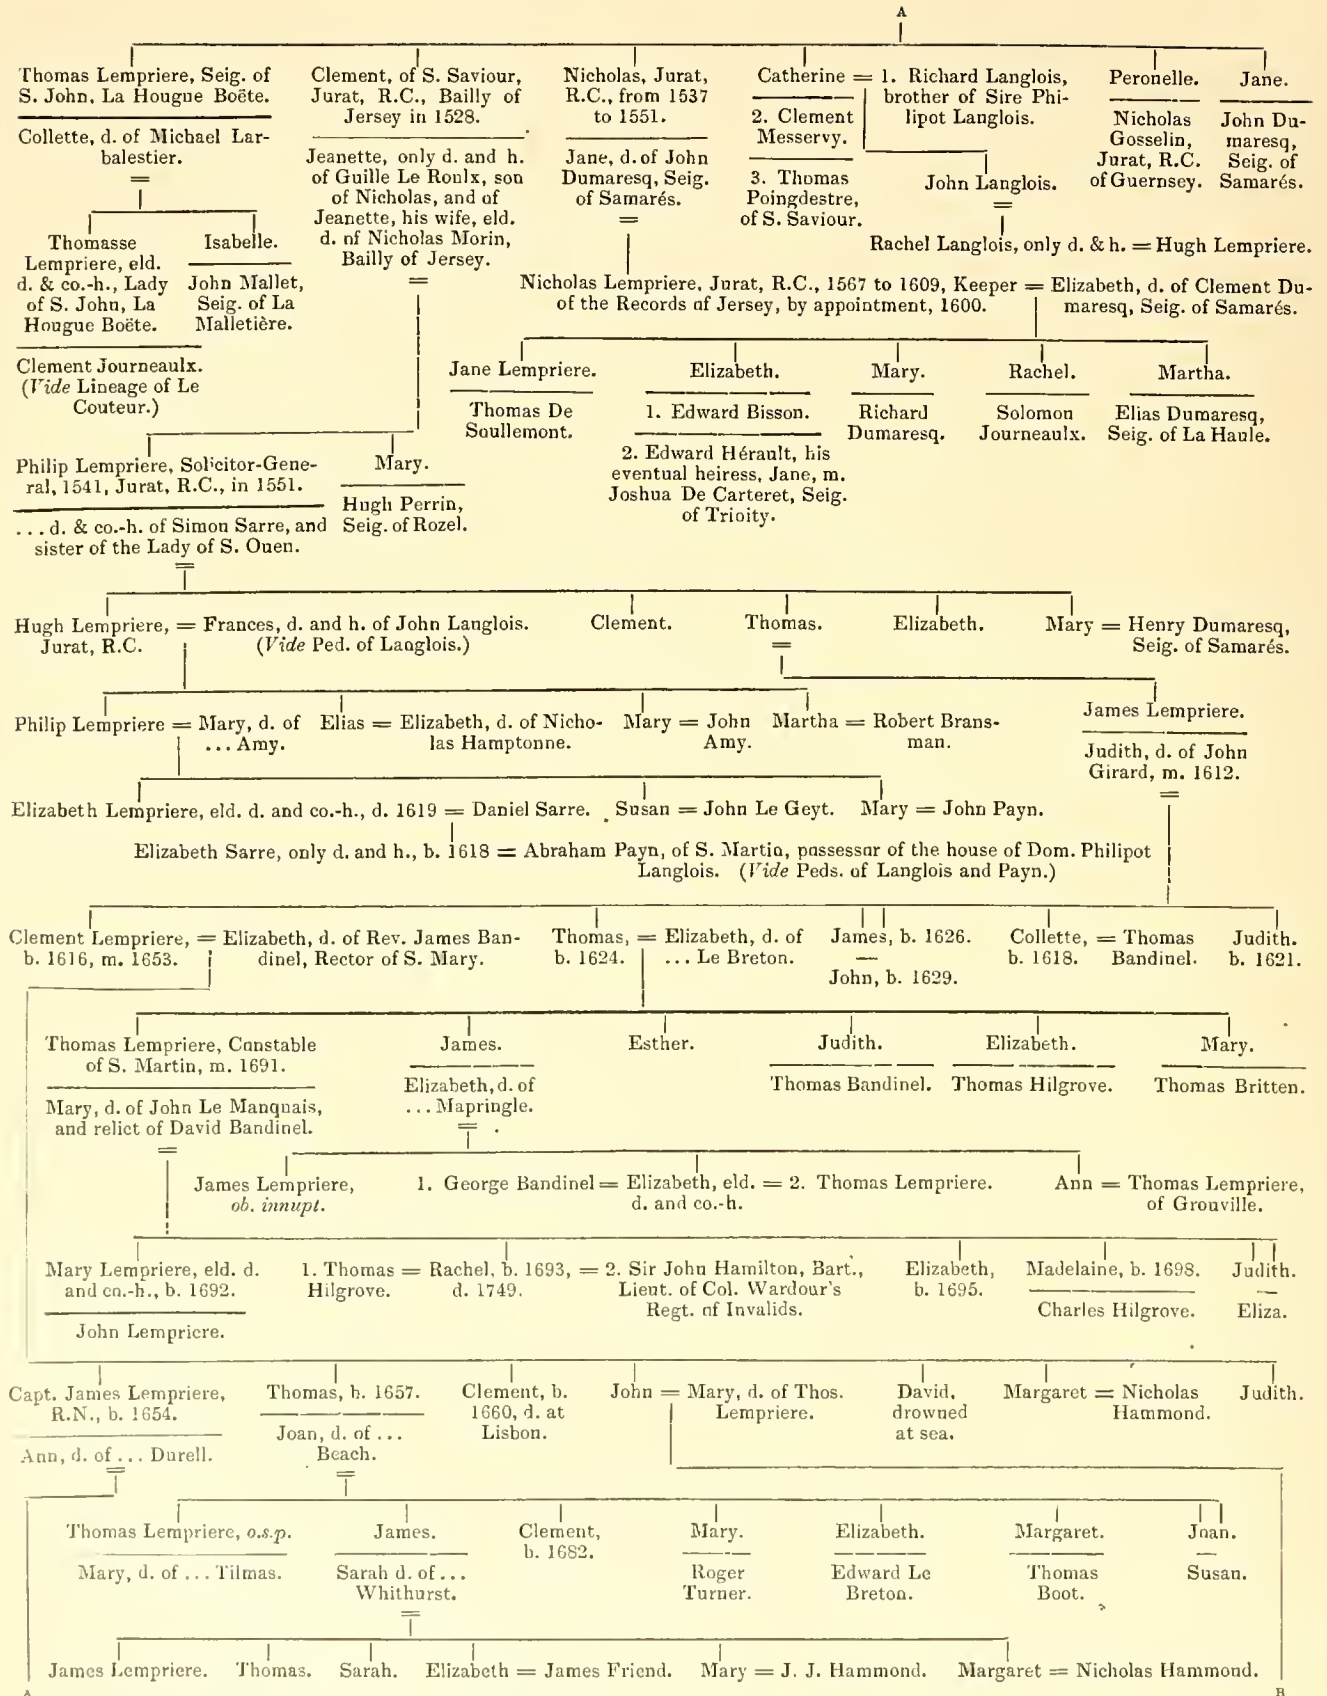 A
Thomas Lempriere, Seig. of
S. John, La Hougue Boëte.
Collette, d. of Michael Lar-
balestier.
Clement, of S. Saviour,
Jurat, R.C., Bailly of
Jersey in 1528.
Jeanette, only d. and h.
of Guille Le Roulx, son
of Nicholas, and of
Jeanette, his wife, eld.
d. of Nicholas Morin,
Bailly of Jersey.
Nicholas, Jurat,
R.C., from 1537
to 1551.
Jane, d. of John
Dumaresq, Seig.
of Samarés.
Catherine = 1. Richard Langlois,
brother of Sire Phi-
lipot Langlois.
2. Clement
Messervy.
3. Thomas
Poingdestre,
of S. Saviour.
John Langlois.
Peronelle.
Nicholas
Gosselin,
Jurat, R.C.
of Guernsey.
Jane.
John Du-
maresq,
Seig. of
Samarés.
Rachel Langlois, only d. & h. = Hugh Lempriere.
Thomasse
Lempriere, eld.
d. & co.-h., Lady
of S. John, La
Hougue Boëte.
Clement Journeaulx.
(Vide Lineage of Le
Couteur.)
Isabelle.
John Mallet,
Seig. of La
Malletière.
Nicholas Lempriere, Jurat, R.C., 1567 to 1609, Keeper = Elizabeth, d. of Clement Du-
of the Records of Jersey, by appointment, 1600. maresq, Seig. of Samarés.
Jane Lempriere.
Thomas De
Soullemont.
Elizabeth.
1. Edward Bisson.
2. Edward Hérault, his
eventual heiress, Jane, m.
Joshua De Carteret, Seig.
of Trinity.
Mary.
Richard
Dumaresq.
Rachel.
Solomon
Journeaulx.
Martha.
Elias Dumaresq,
Seig. of La Haule.
Philip Lempriere, Solicitor-Gene-
ral, 1541, Jurat, R.C., in 1551.
... d. & co.-h. of Simon Sarre, and
sister of the Lady of S. Ouen.
Mary.
Hugh Perrin,
Seig. of Rozel.
Hugh Lempriere, = Frances, d. and h. of John Langlois. Clement. Thomas. Elizabeth. Mary = Henry Dumaresq,
Jurat, R.C. (Vide Ped. of Langlois.) Seig. of Samarés.
Philip Lempriere = Mary, d. of Elias = Elizabeth, d. of Nicho- Mary = John Martha = Robert Brans-
... Amy. las Hamptonne. Amy. man.
James Lempriere.
Judith, d. of John
Girard, m. 1612.
Elizabeth Lempriere, eld. d. and co.-h., d. 1619 = Daniel Sarre. Susan = John Le Geyt. Mary = John Payn.
Elizabeth Sarre, only d. and h., b. 1618 = Abraham Payn, of S. Martin, possessor of the house of Dom. Philipot
Langlois. (Vide Peds. of Langlois and Payn.)
Clement Lempriere, = Elizabeth, d. of Rev. James Ban- Thomas, = Elizabeth, d. of James, b. 1626. Collette, = Thomas Judith.
b. 1616, m. 1653. dinel, Rector of S. Mary. b. 1624. ... Le Breton. — b. 1618. Bandinel. b. 1621.
John, b. 1629.
Thomas Lempriere, Constable
of S. Martin, m. 1691.
Mary, d. of John Le Manquais,
and relict of David Bandinel.
James.
Elizabeth, d. of
... Mapringle.
Esther.
Judith.
Thomas Bandinel.
Elizabeth.
Thomas Hilgrove.
Mary.
Thomas Britten.
James Lempriere, 1. George Bandinel = Elizabeth, eld. = 2. Thomas Lempriere. Ann = Thomas Lempriere,
ob. innupt. d. and co.-h. of Grouville.
Mary Lempriere, eld. d.
and co.-h., b. 1692.
John Lempriere.
1. Thomas = Rachel, b. 1693, = 2. Sir John Hamilton, Bart.,
Hilgrove. d. 1749. Lieut. of Col. Wardour's
Regt. of Invalids.
Elizabeth,
b. 1695.
Madelaine, b. 1698.
Charles Hilgrove.
Judith.
—
Eliza.
Capt. James Lempriere,
R.N., b. 1654.
Ann, d. of ... Durell.
Thomas, b. 1657.
Joan, d. of ...
Beach.
Clement, b.
1660, d. at
Lisbon.
John = Mary, d. of Thos.
Lempriere.
David,
drowned
at sea.
Margaret = Nicholas
Hammond.
Judith.
Thomas Lempriere, o.s.p.
Mary, d. of ... Tilmas.
James.
Sarah d. of ...
Whithurst.
Clement,
b. 1682.
Mary.
Roger
Turner.
Elizabeth.
Edward Le
Breton.
Margaret.
Thomas
Boot.
Joan.
—
Susan.
James Lempriere. Thomas. Sarah. Elizabeth = James Friend. Mary = J. J. Hammond. Margaret = Nicholas Hammond.
A B